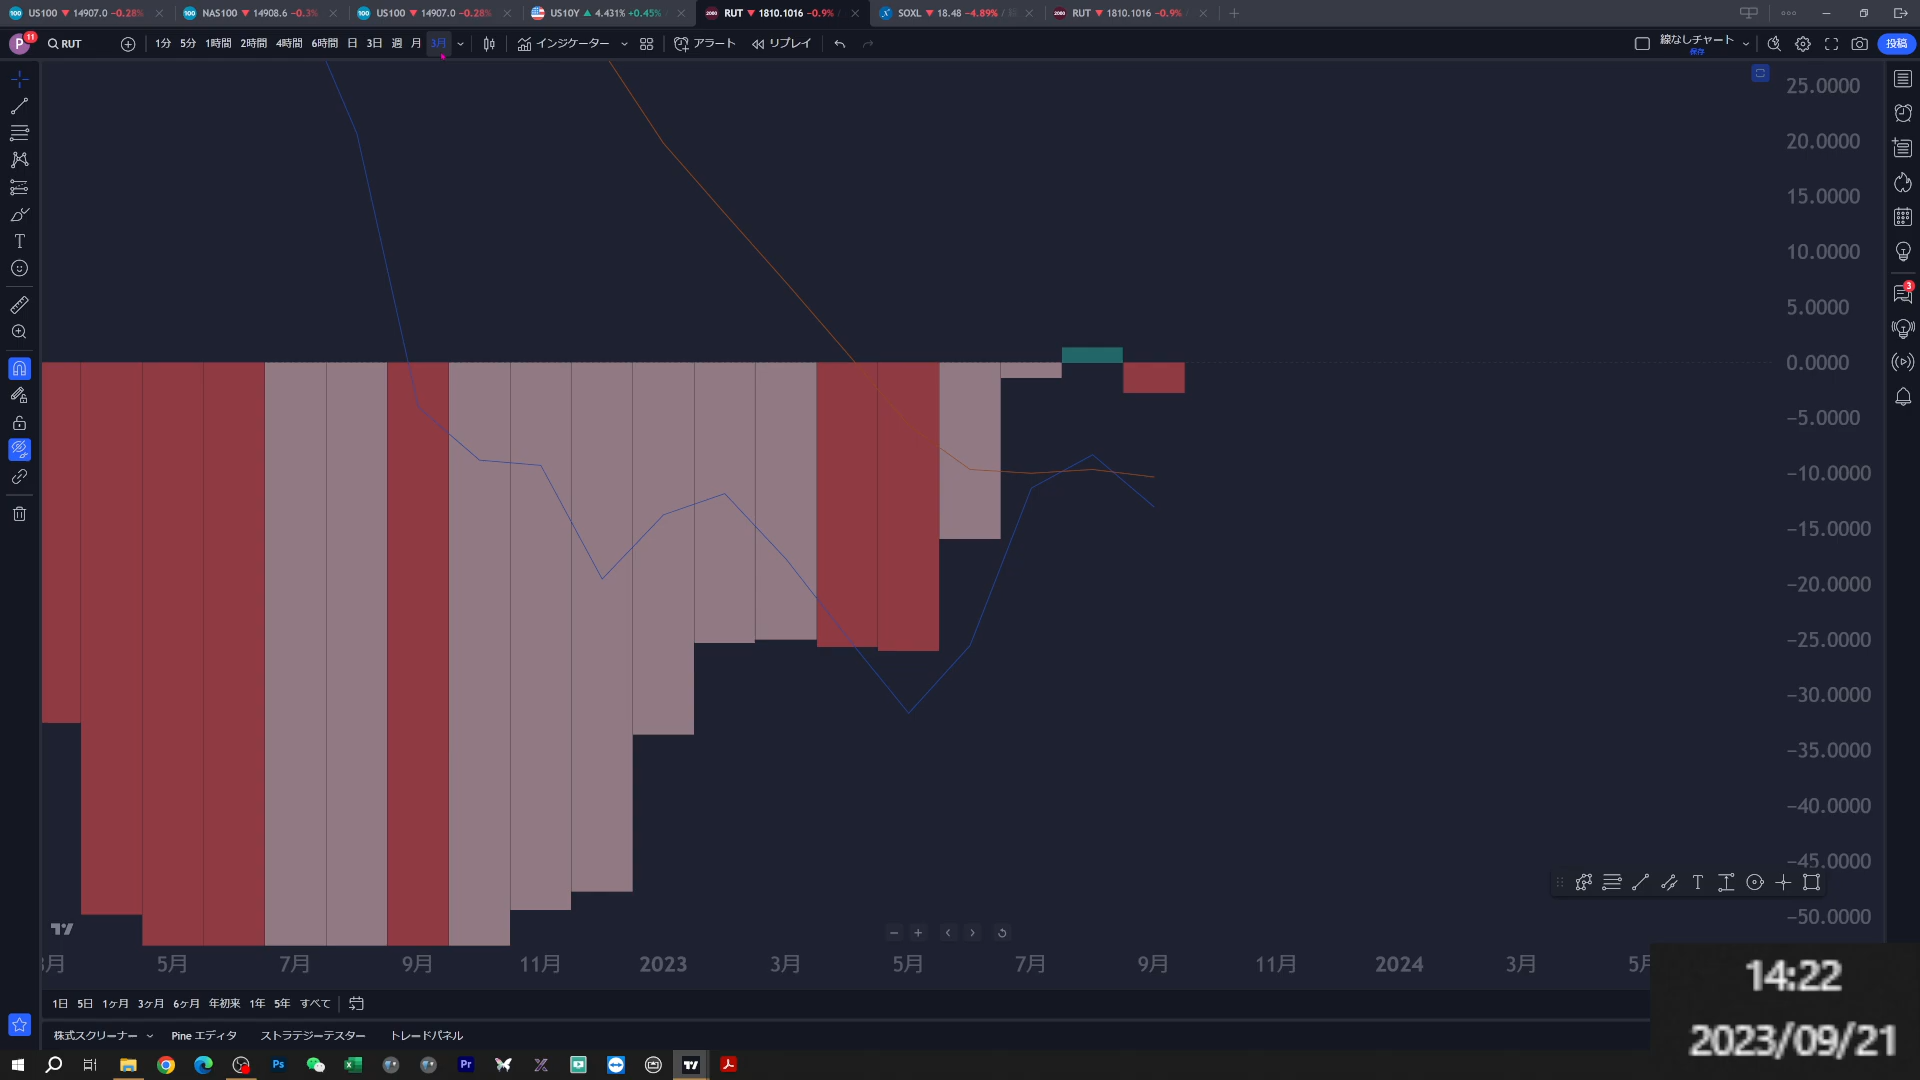 US100 ▼ 14907.0 −0.28%
NAS100 ▼ 14908.6 −0.3%
US100 ▼ 14907.0 −0.28%
US10Y ▲ 4.431% +0.45%
RUT ▼ 1810.1016 −0.9%
SOXL ▼ 18.48 −4.89% /
RUT ▼ 1810.1016 −0.9%
P 11 RUT 1分 5分 1時間 2時間 4時間 6時間 日 3日 週 月 3月 インジケーター アラート リプレイ 線なしチャート 保存 投稿
25.0000
20.0000
15.0000
10.0000
5.0000
3
0.0000
−5.0000
−10.0000
−15.0000
−20.0000
−25.0000
−30.0000
−35.0000
−40.0000
−45.0000
−50.0000
5月 7月 9月 11月 2023 3月 5月 7月 9月 11月 2024 3月
14:22
2023/09/21
1日 5日 1ヶ月 3ヶ月 6ヶ月 年初来 1年 5年 すべて
株式スクリーナー Pine エディタ ストラテジーテスター トレードパネル
Ps Pr